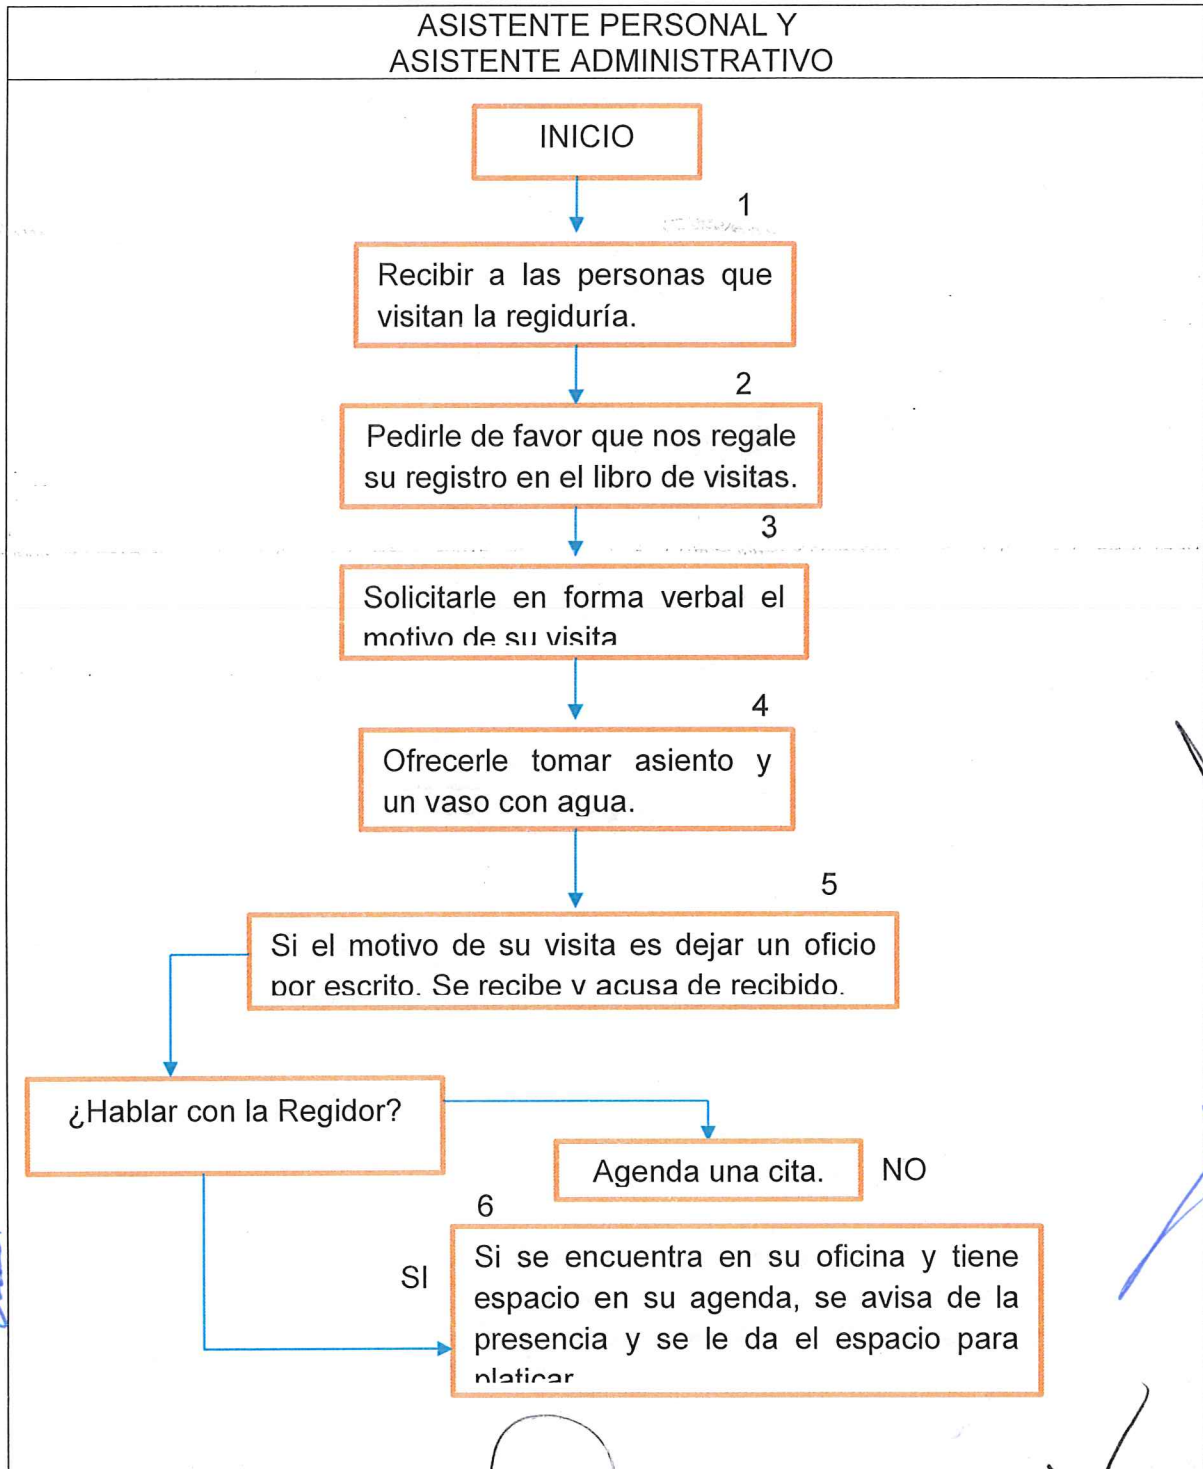 ASISTENTE PERSONAL Y
ASISTENTE ADMINISTRATIVO
INICIO
1
Recibir a las personas que
visitan la regiduría.
2
Pedirle de favor que nos regale
su registro en el libro de visitas.
3
Solicitarle en forma verbal el
motivo de su visita
4
Ofrecerle tomar asiento y
un vaso con agua.
5
Si el motivo de su visita es dejar un oficio
por escrito. Se recibe y acusa de recibido.
¿Hablar con la Regidor?
Agenda una cita.
NO
6
SI
Si se encuentra en su oficina y tiene
espacio en su agenda, se avisa de la
presencia y se le da el espacio para
platicar